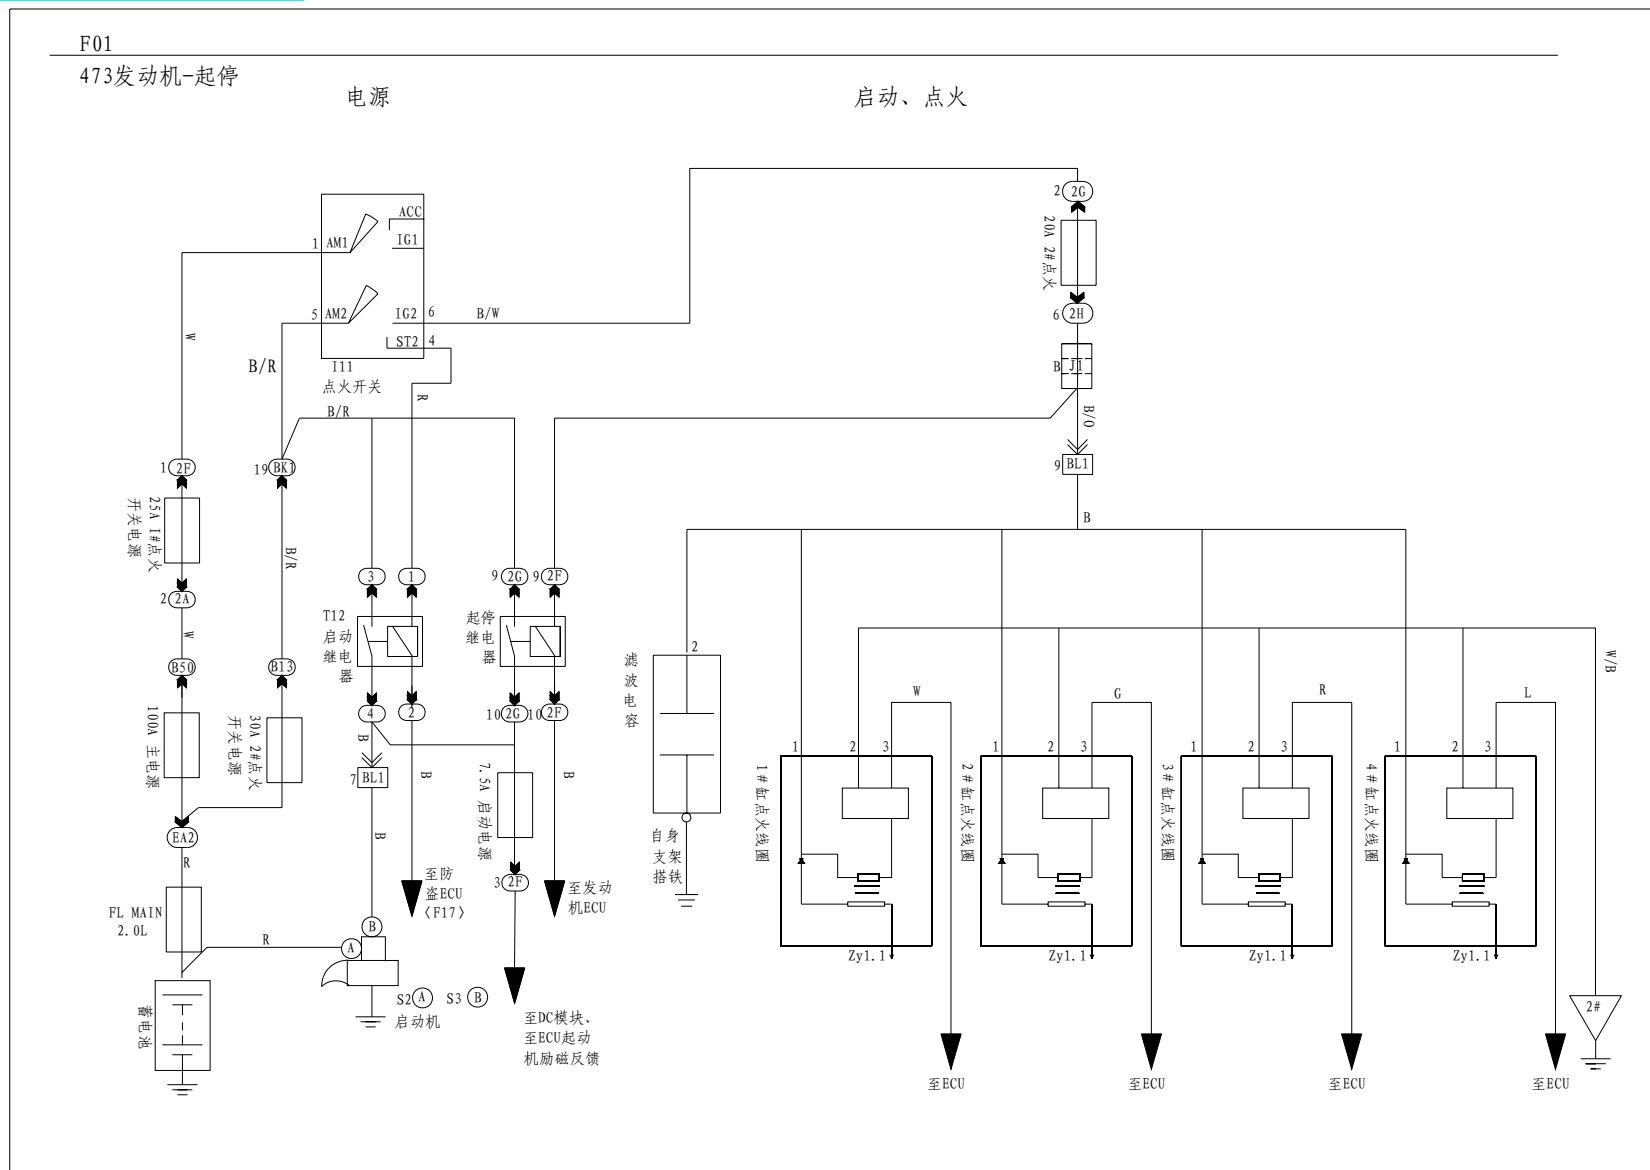 F01
473发动机-起停
电源
启动、点火
ACC
1
AM1
IG1
5
AM2
IG2
6
B/W
ST2
4
I11
点火开关
W
B/R
R
B/R
2
2G
20A 2#点火
6
2H
B
J1
B/O
9
BL1
B
1
2F
19
BK1
25A I#点火
开关电源
B/R
2
2A
W
B50
B13
100A 主电源
30A 2#点火
开关电源
EA2
R
FL MAIN
2.0L
R
蓄电池
3
1
9
2G
9
2F
T12
启动
继电
器
起停
继电
器
4
2
10
2G
10
2F
B
7
BL1
B
B
B
7.5A 启动电源
3
2F
至防
盗ECU
〈F17〉
至发动
机ECU
B
A
S2
A
S3
B
启动机
至DC模块、
至ECU起动
机励磁反馈
2
滤波电容
自身
支架
搭铁
W/B
W
G
R
L
1
2
3
1
2
3
1
2
3
1
2
3
1#缸点火线圈
2#缸点火线圈
3#缸点火线圈
4#缸点火线圈
Zy1.1
Zy1.1
Zy1.1
Zy1.1
2#
至ECU
至ECU
至ECU
至ECU